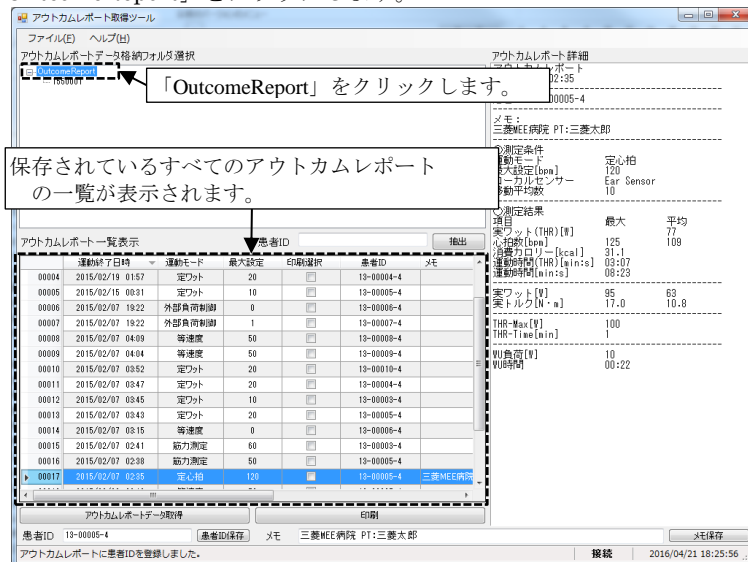 アウトカムレポート取得ツール
ファイル(F) ヘルプ(H)
アウトカムレポートデータ格納フォルダ選択
OutcomeReport
「OutcomeReport」をクリックします。
保存されているすべてのアウトカムレポート
の一覧が表示されます。
アウトカムレポート一覧表示 患者ID 抽出
運動終了日時 運動モード 最大設定 印刷選択 患者ID メモ
00004 2015/02/19 01:57 定ワット 20 13-00004-4
00005 2015/02/15 00:31 定ワット 10 13-00005-4
00006 2015/02/07 19:22 外部負荷制御 0 13-00006-4
00007 2015/02/07 19:22 外部負荷制御 1 13-00007-4
00008 2015/02/07 04:09 等速度 50 13-00008-4
00009 2015/02/07 04:04 等速度 50 13-00009-4
00010 2015/02/07 03:52 定ワット 20 13-00010-4
00011 2015/02/07 03:47 定ワット 20 13-00004-4
00012 2015/02/07 03:45 定ワット 10 13-00003-4
00013 2015/02/07 03:43 定ワット 20 13-00005-4
00014 2015/02/07 03:15 等速度 0 13-00006-4
00015 2015/02/07 02:41 筋力測定 60 13-00003-4
00016 2015/02/07 02:38 筋力測定 50 13-00005-4
00017 2015/02/07 02:35 定心拍 120 13-00005-4 三菱MEE病院
アウトカムレポートデータ取得 印刷
患者ID 13-00005-4 患者ID保存 メモ 三菱MEE病院 PT:三菱太郎 メモ保存
アウトカムレポートに患者IDを登録しました。 接続 2016/04/21 18:25:56
アウトカムレポート詳細
02:35
00005-4
メモ:
三菱MEE病院 PT:三菱太郎
測定条件
運動モード 定心拍
最大設定[bpm] 120
ローカルセンサー Ear Sensor
移動平均数 10
○測定結果
項目 最大 平均
実ワット(THR)[W] 77
心拍数[bpm] 125 109
消費カロリー[kcal] 31.1
運動時間(THR)[min:s] 03:07
運動時間[min:s] 08:23
実ワット[W] 95 63
実トルク[N・m] 17.0 10.8
THR-Max[W] 100
THR-Time[min] 1
WU負荷[W] 10
WU時間 00:22